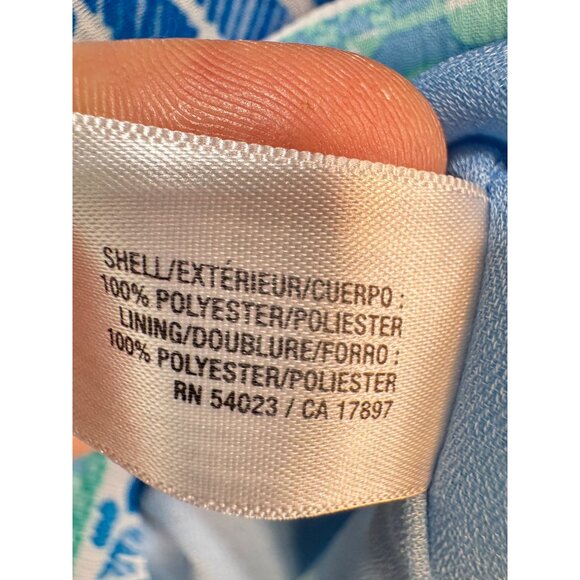 SHELL/EXTÉRIEUR/CUERPO :
100% POLYESTER/POLIESTER
LINING/DOUBLURE/FORRO :
100% POLYESTER/POLIESTER
RN 54023 / CA 17897